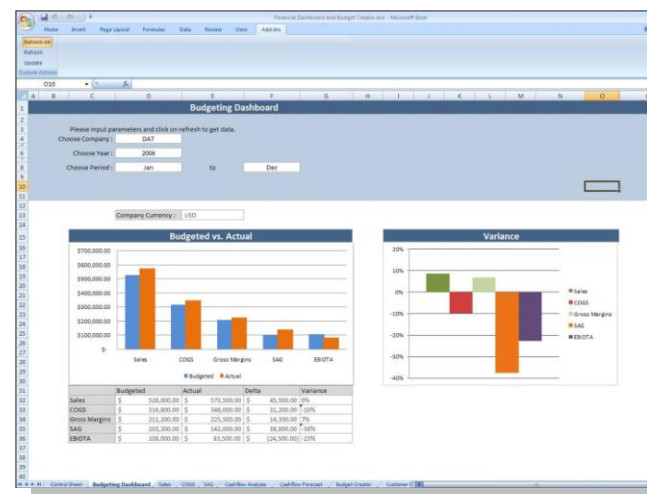 Financial Dashboard and Budget Creator.xlsx - Microsoft Excel
Home Insert Page Layout Formulas Data Review View Add-Ins
Refresh All
Refresh
Update
Custom Actions
O10
A B C D E F G H I J K L M N O
Budgeting Dashboard
Please input parameters and click on refresh to get data.
Choose Company : DAT
Choose Year : 2006
Choose Period : Jan to Dec
Company Currency : USD
Budgeted vs. Actual
$700,000.00
$600,000.00
$500,000.00
$400,000.00
$300,000.00
$200,000.00
$100,000.00
$-
Sales COGS Gross Margins SAG EBIDTA
Budgeted Actual
Variance
20%
10%
0%
-10%
-20%
-30%
-40%
Sales
COGS
Gross Margins
SAG
EBIDTA
Budgeted Actual Delta Variance
Sales $ 528,000.00 $ 573,500.00 $ 45,500.00 9%
COGS $ 316,800.00 $ 348,000.00 $ 31,200.00 -10%
Gross Margins $ 211,200.00 $ 225,500.00 $ 14,300.00 7%
SAG $ 103,200.00 $ 142,000.00 $ 38,800.00 -38%
EBIDTA $ 108,000.00 $ 83,500.00 $ (24,500.00) -23%
Control Sheet Budgeting Dashboard Sales COGS SAG Cashflow Analysis Cashflow Forecast Budget Creator Customer C